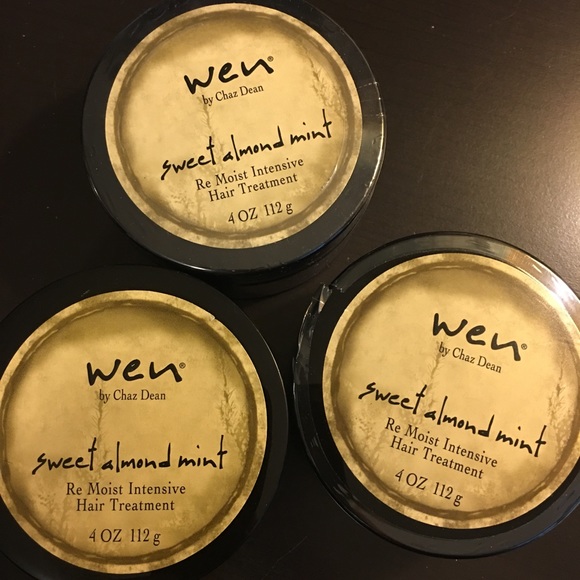 wen®
by Chaz Dean
sweet almond mint
Re Moist Intensive
Hair Treatment
4 OZ 112 g
wen®
by Chaz Dean
sweet almond mint
Re Moist Intensive
Hair Treatment
4 OZ 112 g
wen®
by Chaz Dean
sweet almond mint
Re Moist Intensive
Hair Treatment
4 OZ 112 g